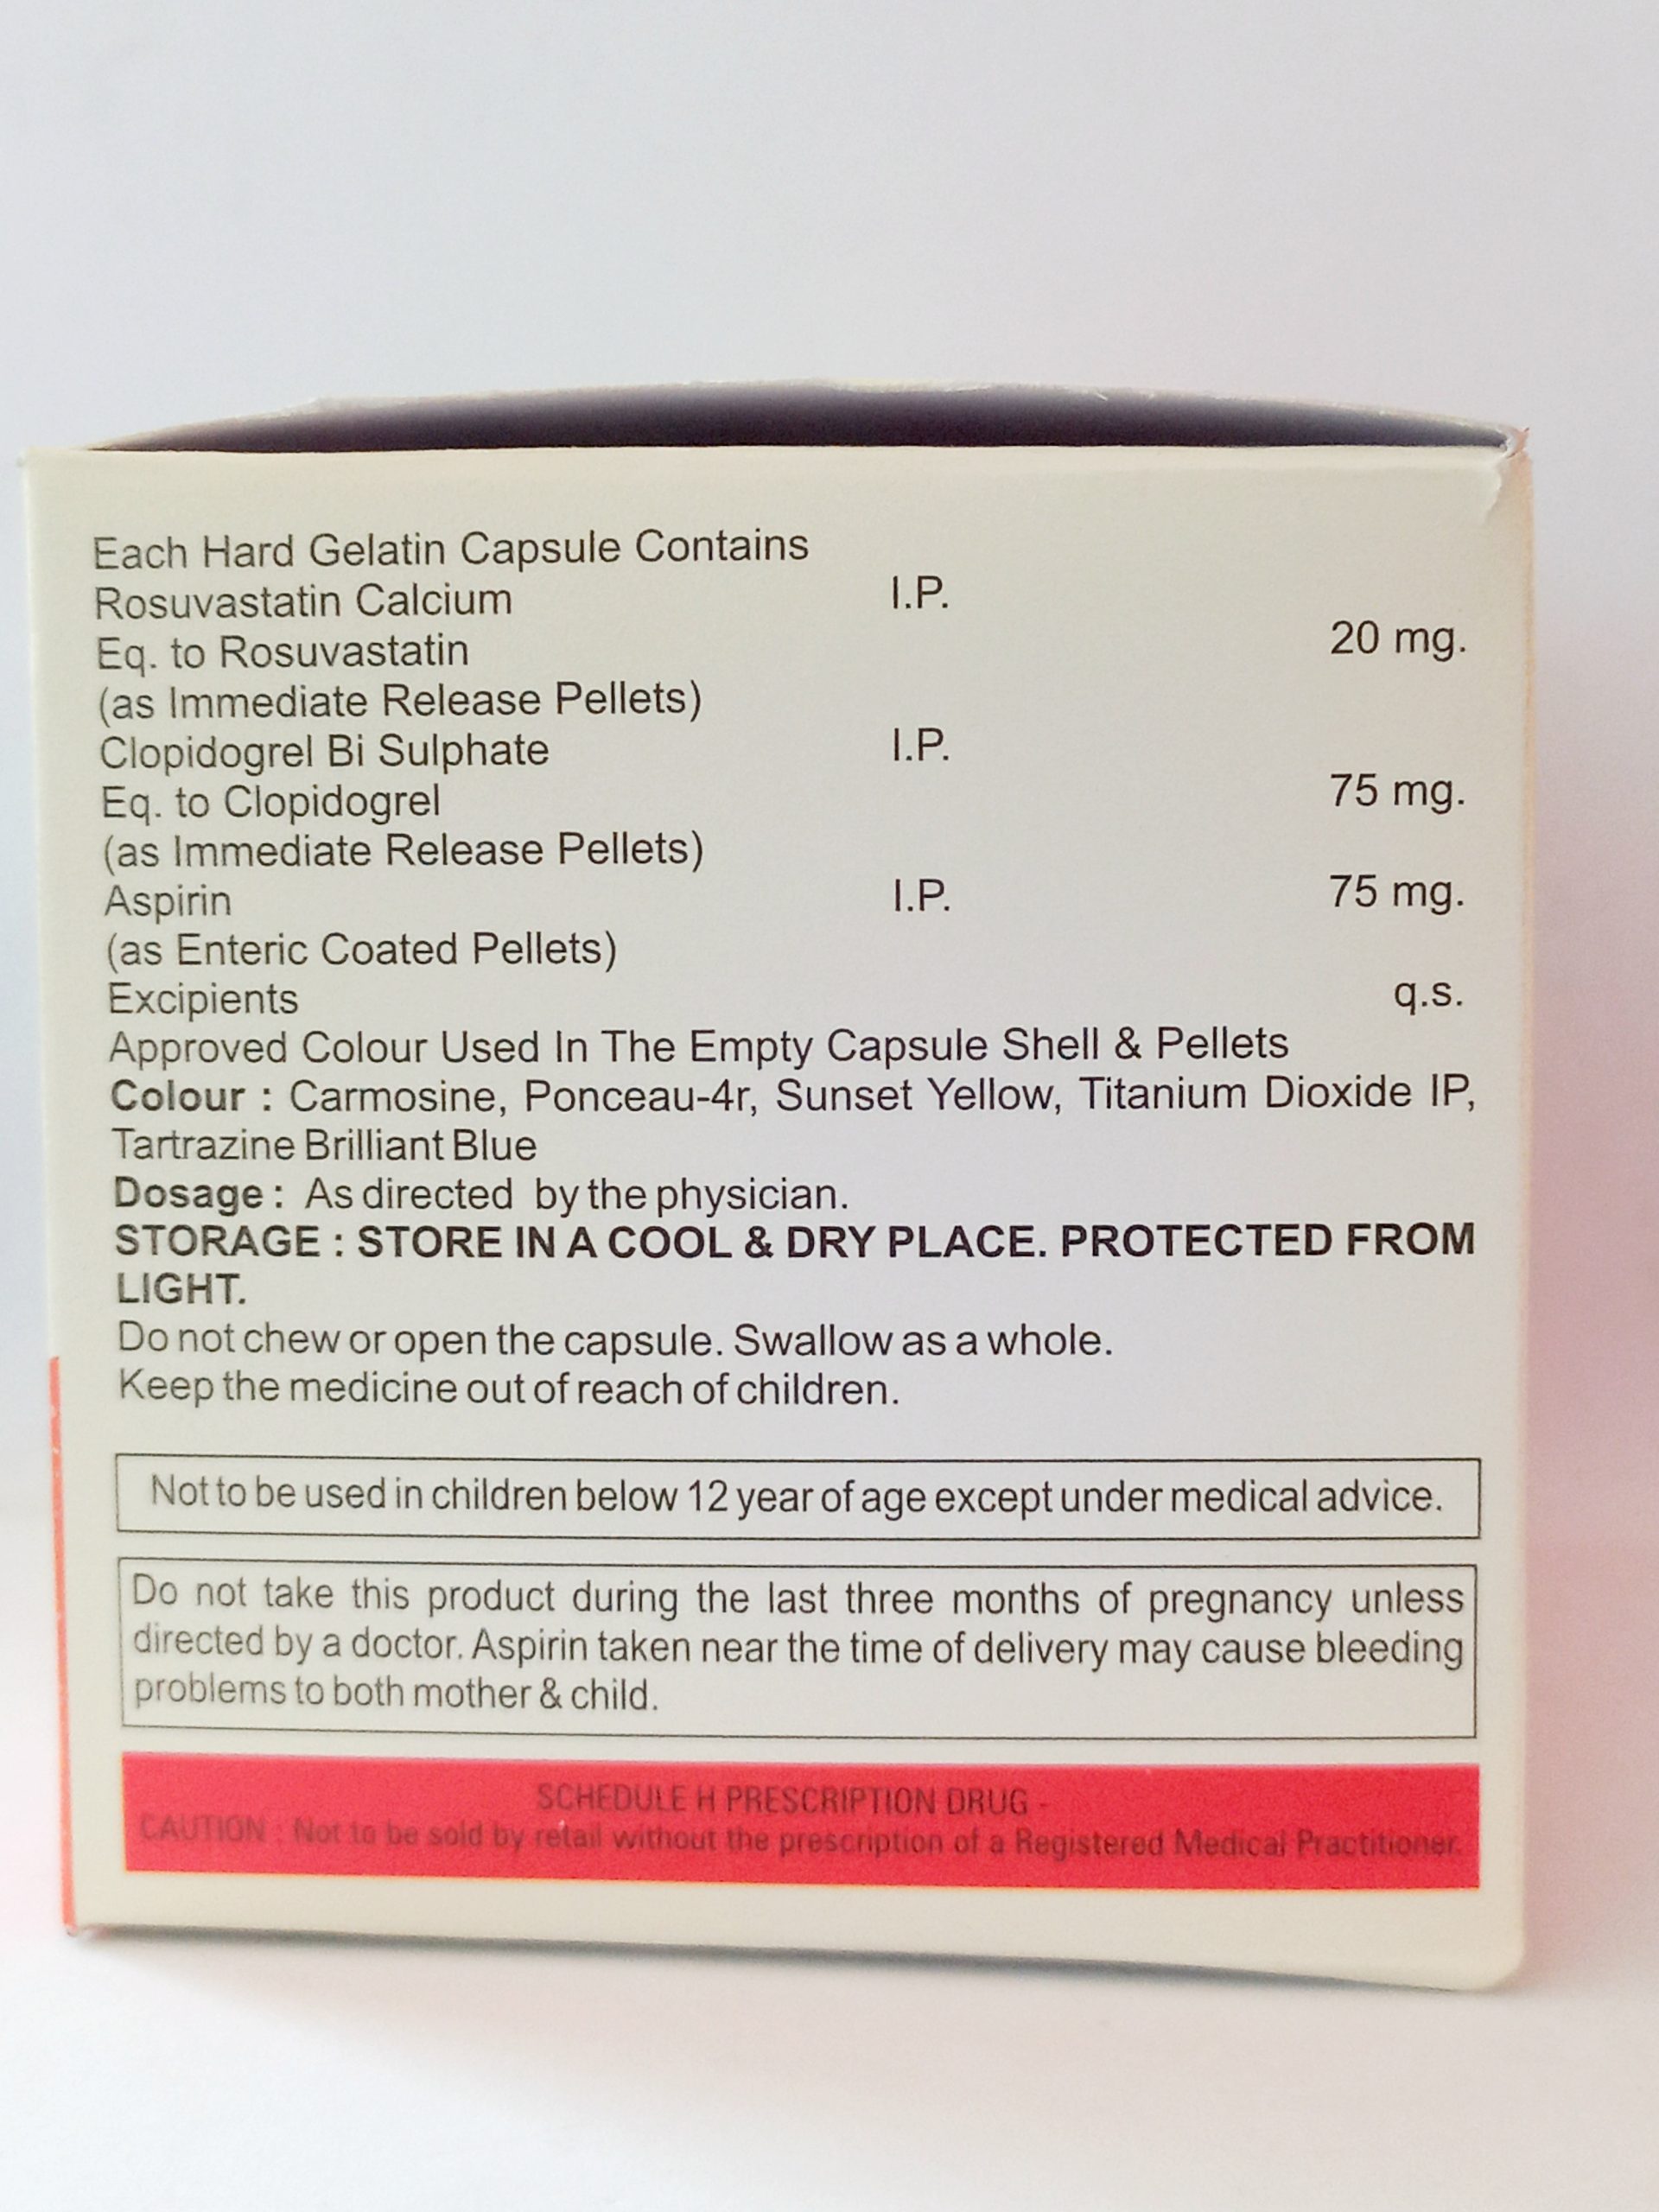 Each Hard Gelatin Capsule Contains
Rosuvastatin Calcium I.P.
Eq. to Rosuvastatin 20 mg.
(as Immediate Release Pellets)
Clopidogrel Bi Sulphate I.P.
Eq. to Clopidogrel 75 mg.
(as Immediate Release Pellets)
Aspirin I.P. 75 mg.
(as Enteric Coated Pellets)
Excipients q.s.
Approved Colour Used In The Empty Capsule Shell & Pellets
Colour : Carmosine, Ponceau-4r, Sunset Yellow, Titanium Dioxide IP,
Tartrazine Brilliant Blue
Dosage : As directed by the physician.
STORAGE : STORE IN A COOL & DRY PLACE. PROTECTED FROM
LIGHT.
Do not chew or open the capsule. Swallow as a whole.
Keep the medicine out of reach of children.
Not to be used in children below 12 year of age except under medical advice.
Do not take this product during the last three months of pregnancy unless
directed by a doctor. Aspirin taken near the time of delivery may cause bleeding
problems to both mother & child.
SCHEDULE H PRESCRIPTION DRUG -
CAUTION : Not to be sold by retail without the prescription of a Registered Medical Practitioner.